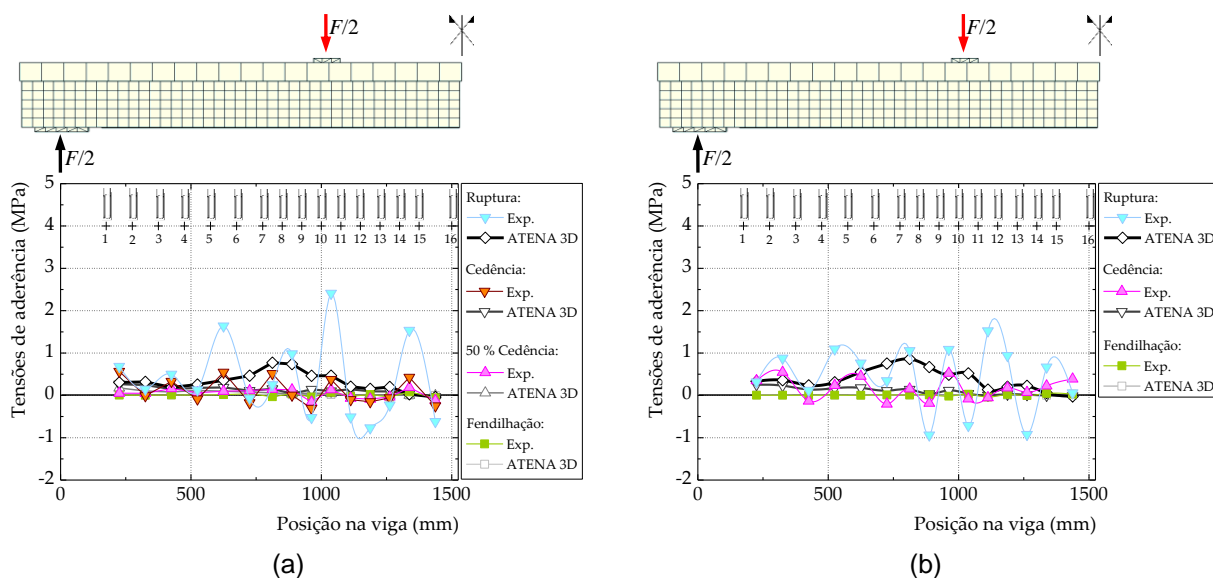 F/2
F/2
Tensões de aderência (MPa)
5
4
3
2
1
0
-1
-2
1 2 3 4 5 6 7 8 9 10 11 12 13 14 15 16
0 500 1000 1500
Posição na viga (mm)
Ruptura:
Exp.
ATENA 3D
Cedência:
Exp.
ATENA 3D
50 % Cedência:
Exp.
ATENA 3D
Fendilhação:
Exp.
ATENA 3D
(a)
F/2
F/2
Tensões de aderência (MPa)
5
4
3
2
1
0
-1
-2
1 2 3 4 5 6 7 8 9 10 11 12 13 14 15 16
0 500 1000 1500
Posição na viga (mm)
Ruptura:
Exp.
ATENA 3D
Cedência:
Exp.
ATENA 3D
Fendilhação:
Exp.
ATENA 3D
(b)